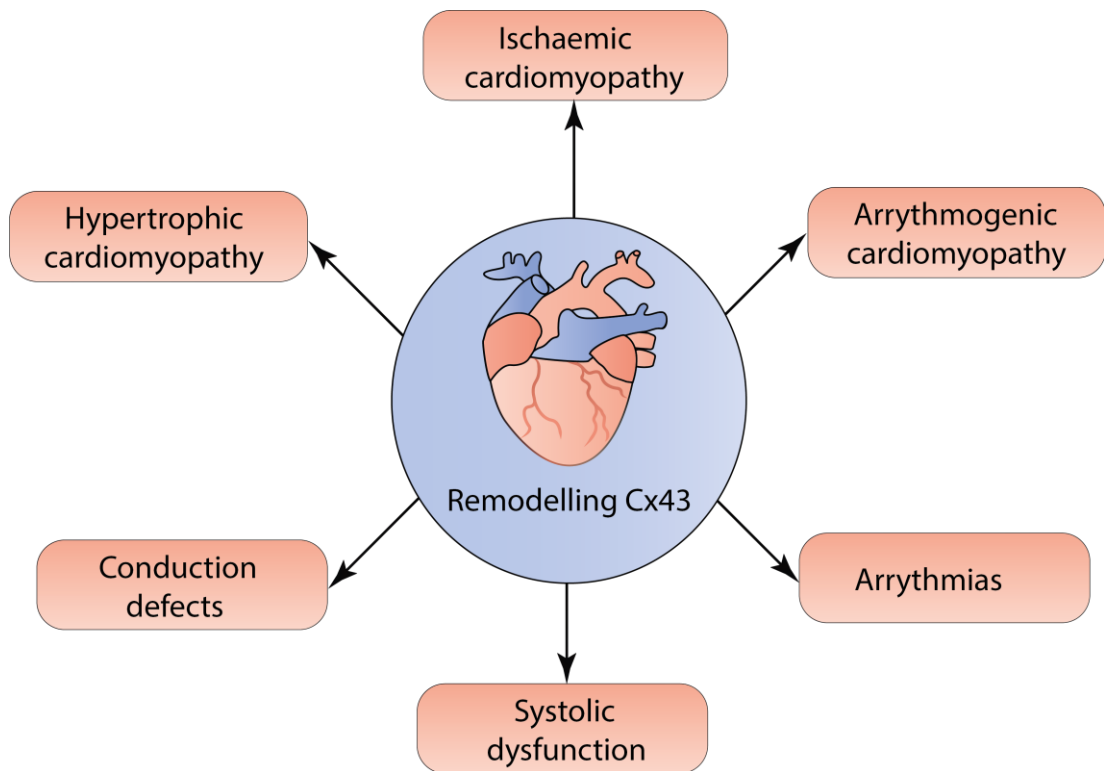 Ischaemic
cardiomyopathy
Hypertrophic
cardiomyopathy
Arrythmogenic
cardiomyopathy
Remodelling Cx43
Conduction
defects
Arrythmias
Systolic
dysfunction